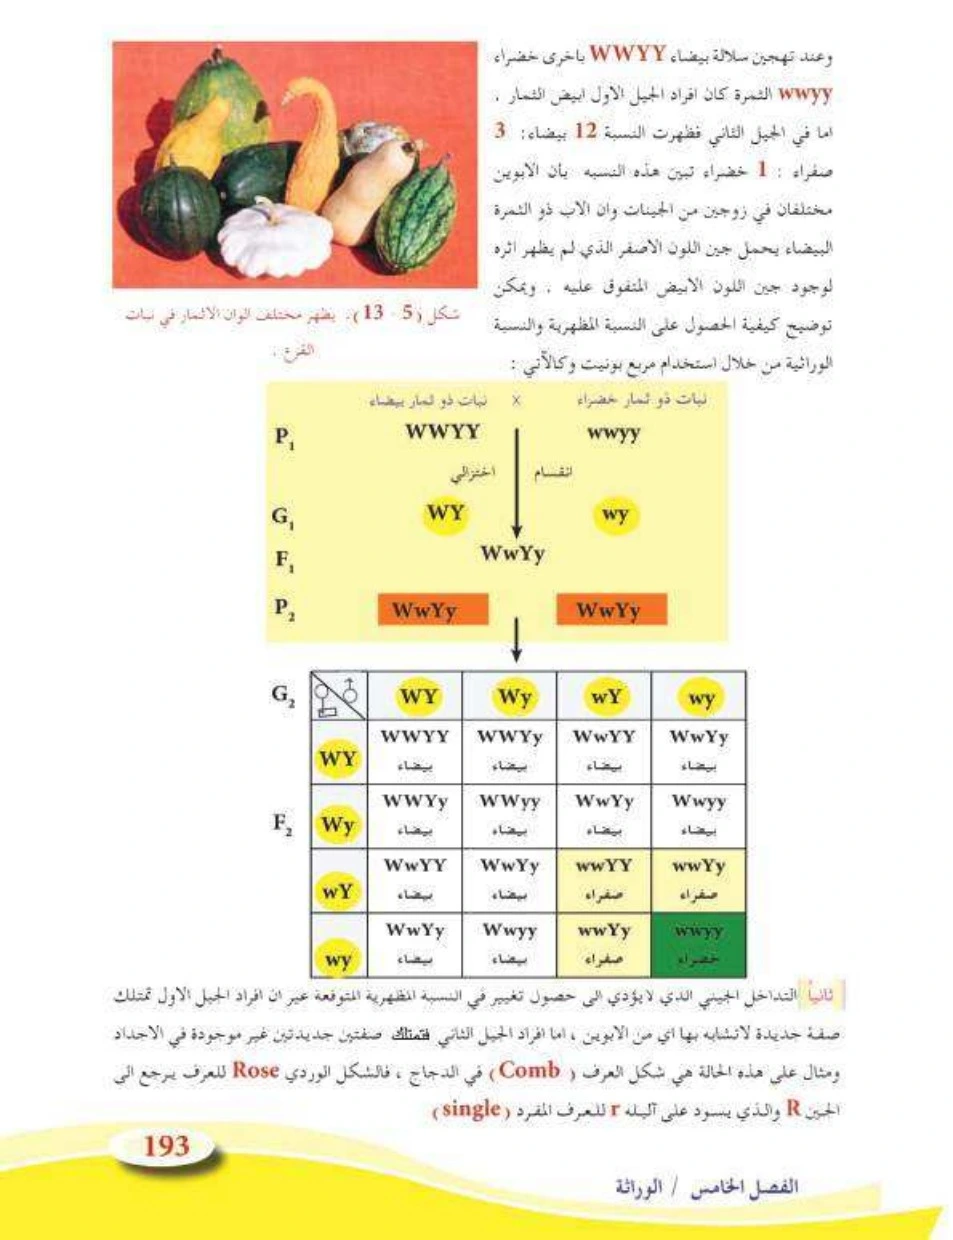 وعند تهجين سلالة بيضاء WWYY باخرى خضراء
wwyy الثمرة كان افراد الجيل الاول ابيض الثمار .
اما في الجيل الثاني فظهرت النسبة 12 بيضاء: 3
صفراء : 1 خضراء تبين هذه النسبه بأن الابوين
مختلفان في زوجين من الجينات وان الاب ذو الثمرة
البيضاء يحمل جين اللون الاصفر الذي لم يظهر اثره
لوجود جين اللون الابيض المتفوق عليه . ويمكن
توضيح كيفية الحصول على النسبة المظهرية والنسبة
الوراثية من خلال استخدام مربع بونيت وكالآتي :
شكل (5 - 13). يظهر مختلف الوان الاثمار في نبات
القرع .
نبات ذو ثمار خضراء × نبات ذو ثمار بيضاء
P1 WWYY wwyy
انقسام اختزالي
G1 WY wy
F1 WwYy
P2 WwYy WwYy
G2 WY Wy wY wy
WY WWYY WWYy WwYY WwYy
بيضاء بيضاء بيضاء بيضاء
F2 Wy WWYy WWyy WwYy Wwyy
بيضاء بيضاء بيضاء بيضاء
wY WwYY WwYy wwYY wwYy
بيضاء بيضاء صفراء صفراء
wy WwYy Wwyy wwYy wwyy
بيضاء بيضاء صفراء خضراء
ثانياً التداخل الجيني الذي لايؤدي الى حصول تغيير في النسبة المظهرية المتوقعة غير ان افراد الجيل الاول تمتلك
صفة جديدة لاتشابه بها اي من الابوين ، اما افراد الجيل الثاني فتمتلك صفتين جديدتين غير موجودة في الاجداد
ومثال على هذه الحالة هي شكل العرف ( Comb ) في الدجاج ، فالشكل الوردي Rose للعرف يرجع الى
الجين R والذي يسود على آليله r للعرف المفرد ( single )
193
الفصل الخامس / الوراثة